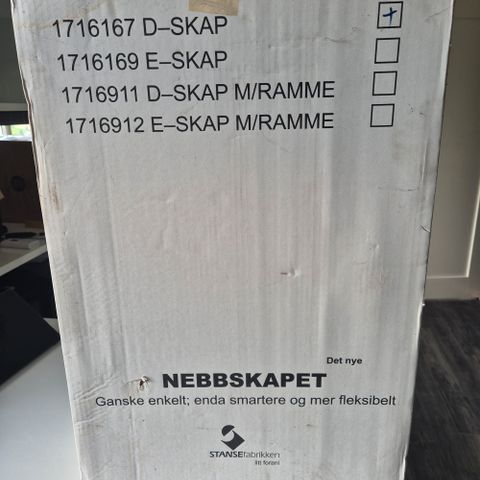 1716167 D–SKAP
1716169 E–SKAP
1716911 D–SKAP M/RAMME
1716912 E–SKAP M/RAMME
Det nye
NEBBSKAPET
Ganske enkelt; enda smartere og mer fleksibelt
STANSEfabrikken
litt foran!